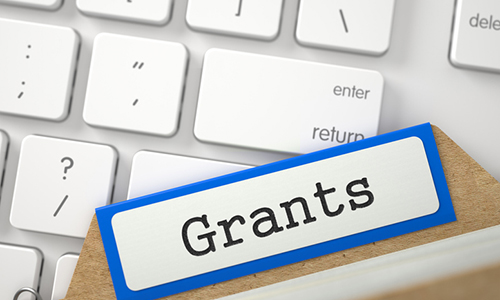 :
;
"
,
]
\
dele
enter
return
?
/
Grants